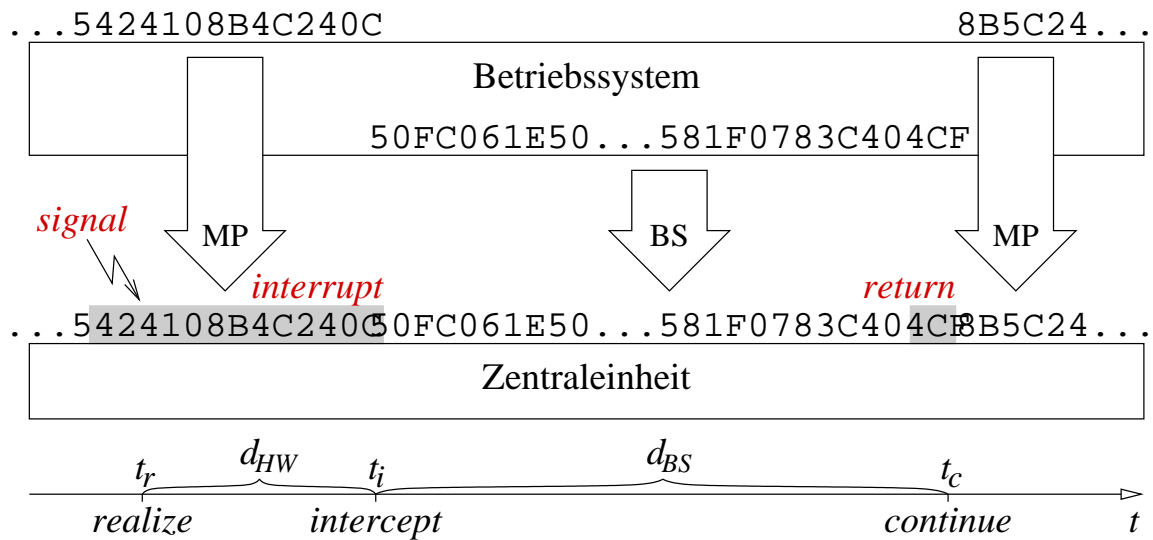 ...5424108B4C240C 8B5C24...
Betriebssystem
50FC061E50...581F0783C404CF
signal
MP BS MP
interrupt return
...5424108B4C240C50FC061E50...581F0783C404CF8B5C24...
Zentraleinheit
d_HW d_BS
t_r t_i t_c
realize intercept continue t